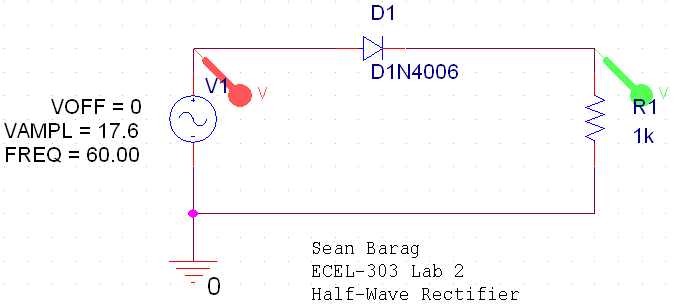 D1
D1N4006
V1
V
VOFF = 0
VAMPL = 17.6
FREQ = 60.00
V
R1
1k
0
Sean Barag
ECEL-303 Lab 2
Half-Wave Rectifier